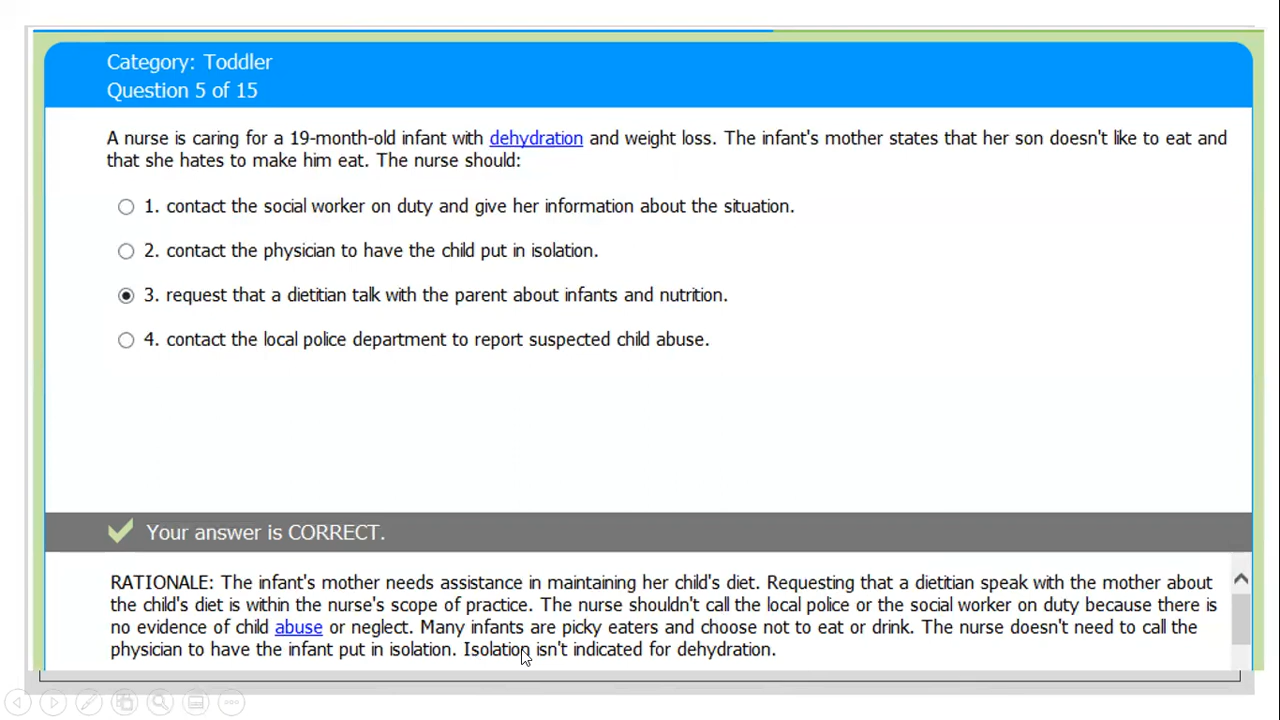 Category: Toddler
Question 5 of 15
A nurse is caring for a 19-month-old infant with dehydration and weight loss. The infant's mother states that her son doesn't like to eat and
that she hates to make him eat. The nurse should:
1. contact the social worker on duty and give her information about the situation.
2. contact the physician to have the child put in isolation.
3. request that a dietitian talk with the parent about infants and nutrition.
4. contact the local police department to report suspected child abuse.
Your answer is CORRECT.
RATIONALE: The infant's mother needs assistance in maintaining her child's diet. Requesting that a dietitian speak with the mother about
the child's diet is within the nurse's scope of practice. The nurse shouldn't call the local police or the social worker on duty because there is
no evidence of child abuse or neglect. Many infants are picky eaters and choose not to eat or drink. The nurse doesn't need to call the
physician to have the infant put in isolation. Isolation isn't indicated for dehydration.